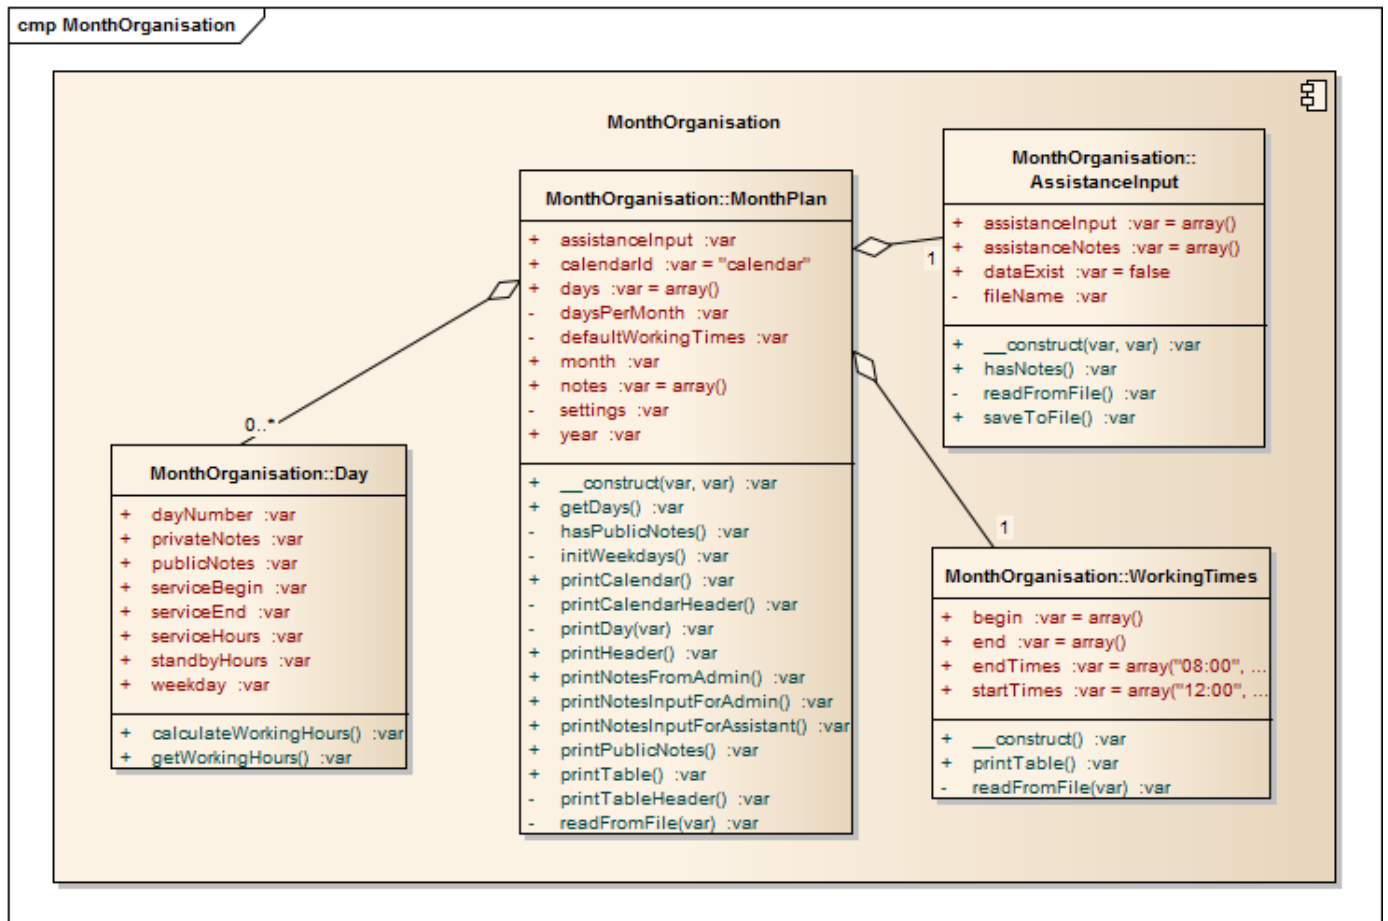 cmp MonthOrganisation
MonthOrganisation
MonthOrganisation::MonthPlan
+ assistanceInput :var
+ calendarId :var = "calendar"
+ days :var = array()
- daysPerMonth :var
- defaultWorkingTimes :var
+ month :var
+ notes :var = array()
- settings :var
+ year :var
+ __construct(var, var) :var
+ getDays() :var
- hasPublicNotes() :var
- initWeekdays() :var
+ printCalendar() :var
- printCalendarHeader() :var
- printDay(var) :var
+ printHeader() :var
+ printNotesFromAdmin() :var
+ printNotesInputForAdmin() :var
+ printNotesInputForAssistant() :var
+ printPublicNotes() :var
+ printTable() :var
- printTableHeader() :var
- readFromFile(var) :var
MonthOrganisation::
AssistanceInput
+ assistanceInput :var = array()
+ assistanceNotes :var = array()
+ dataExist :var = false
- fileName :var
+ __construct(var, var) :var
+ hasNotes() :var
- readFromFile() :var
+ saveToFile() :var
1
0..*
MonthOrganisation::Day
+ dayNumber :var
+ privateNotes :var
+ publicNotes :var
+ serviceBegin :var
+ serviceEnd :var
+ serviceHours :var
+ standbyHours :var
+ weekday :var
+ calculateWorkingHours() :var
+ getWorkingHours() :var
1
MonthOrganisation::WorkingTimes
+ begin :var = array()
+ end :var = array()
+ endTimes :var = array("08:00", ...
+ startTimes :var = array("12:00", ...
+ __construct() :var
+ printTable() :var
- readFromFile(var) :var